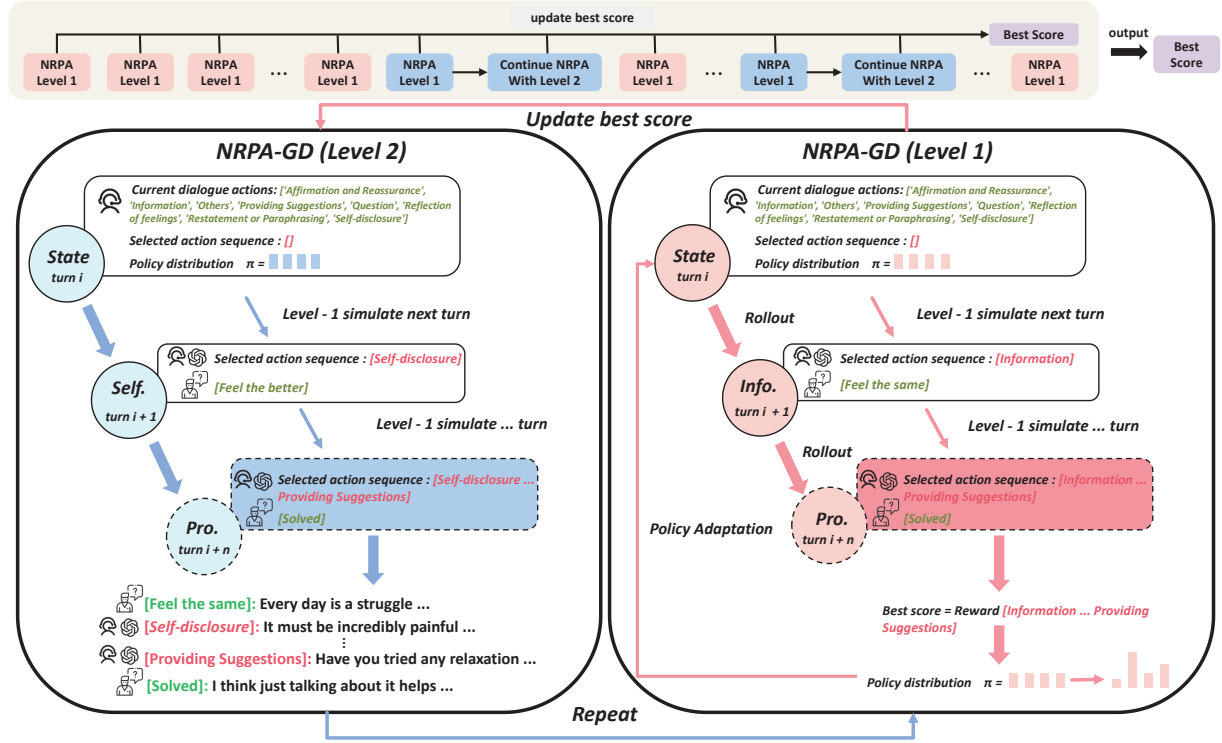 update best score
Best Score
output
Best
Score
NRPA
Level 1
NRPA
Level 1
NRPA
Level 1
...
NRPA
Level 1
NRPA
Level 1
Continue NRPA
With Level 2
NRPA
Level 1
...
NRPA
Level 1
Continue NRPA
With Level 2
...
NRPA
Level 1
Update best score
NRPA-GD (Level 2)
Current dialogue actions: ['Affirmation and Reassurance',
'Information', 'Others', 'Providing Suggestions', 'Question', 'Reflection
of feelings', 'Restatement or Paraphrasing', 'Self-disclosure']
Selected action sequence : []
Policy distribution π =
State
turn i
Level - 1 simulate next turn
Selected action sequence : [Self-disclosure]
[Feel the better]
Self.
turn i + 1
Level - 1 simulate ... turn
Selected action sequence : [Self-disclosure ...
Providing Suggestions]
[Solved]
Pro.
turn i + n
[Feel the same]: Every day is a struggle ...
[Self-disclosure]: It must be incredibly painful ...
[Providing Suggestions]: Have you tried any relaxation ...
[Solved]: I think just talking about it helps ...
NRPA-GD (Level 1)
Current dialogue actions: ['Affirmation and Reassurance',
'Information', 'Others', 'Providing Suggestions', 'Question', 'Reflection
of feelings', 'Restatement or Paraphrasing', 'Self-disclosure']
Selected action sequence : []
Policy distribution π =
State
turn i
Rollout
Level - 1 simulate next turn
Selected action sequence : [Information]
[Feel the same]
Info.
turn i + 1
Level - 1 simulate ... turn
Rollout
Selected action sequence : [Information ...
Providing Suggestions]
[Solved]
Pro.
turn i + n
Policy Adaptation
Best score = Reward [Information ... Providing
Suggestions]
Policy distribution π =
Repeat